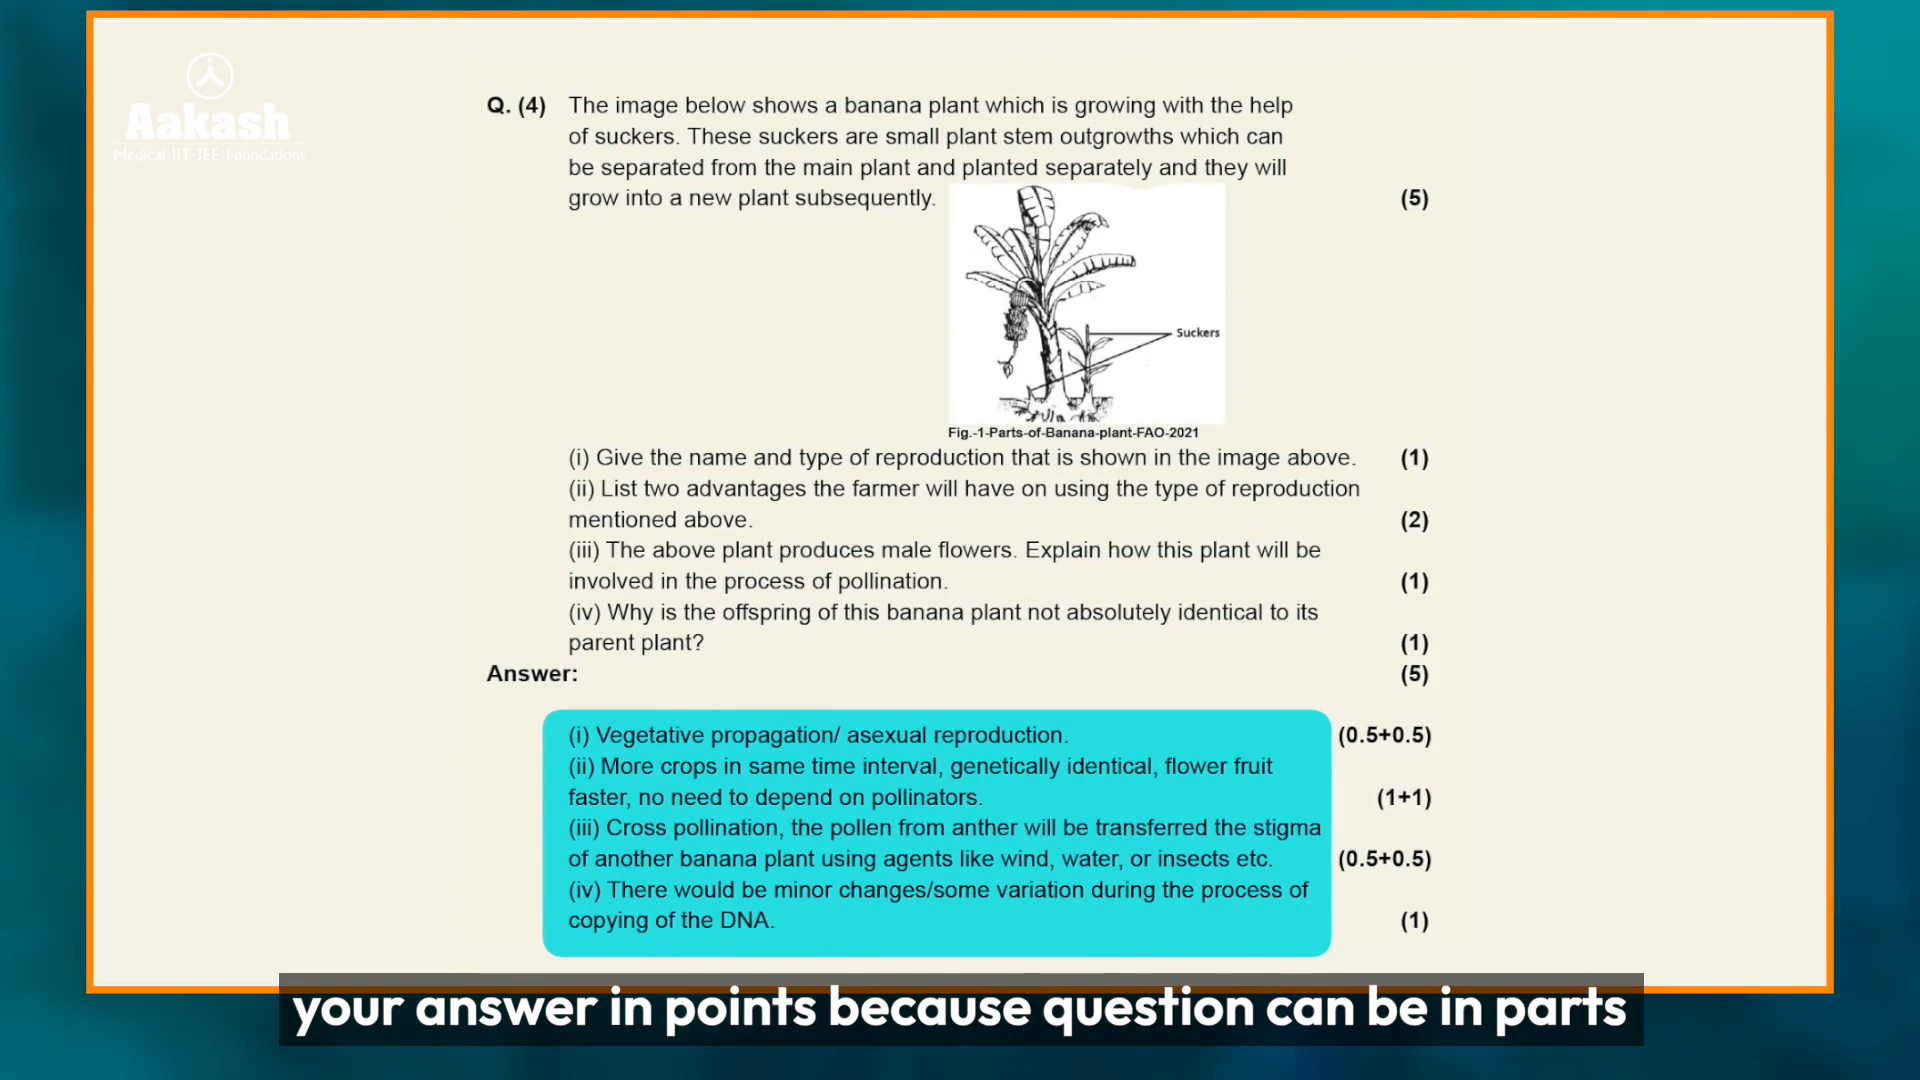 Aakash
Medical|IIT-JEE|Foundations
Q. (4) The image below shows a banana plant which is growing with the help
of suckers. These suckers are small plant stem outgrowths which can
be separated from the main plant and planted separately and they will
grow into a new plant subsequently. (5)
Suckers
Fig.-1-Parts-of-Banana-plant-FAO-2021
(i) Give the name and type of reproduction that is shown in the image above. (1)
(ii) List two advantages the farmer will have on using the type of reproduction
mentioned above. (2)
(iii) The above plant produces male flowers. Explain how this plant will be
involved in the process of pollination. (1)
(iv) Why is the offspring of this banana plant not absolutely identical to its
parent plant? (1)
Answer: (5)
(i) Vegetative propagation/ asexual reproduction. (0.5+0.5)
(ii) More crops in same time interval, genetically identical, flower fruit
faster, no need to depend on pollinators. (1+1)
(iii) Cross pollination, the pollen from anther will be transferred the stigma
of another banana plant using agents like wind, water, or insects etc. (0.5+0.5)
(iv) There would be minor changes/some variation during the process of
copying of the DNA. (1)
your answer in points because question can be in parts